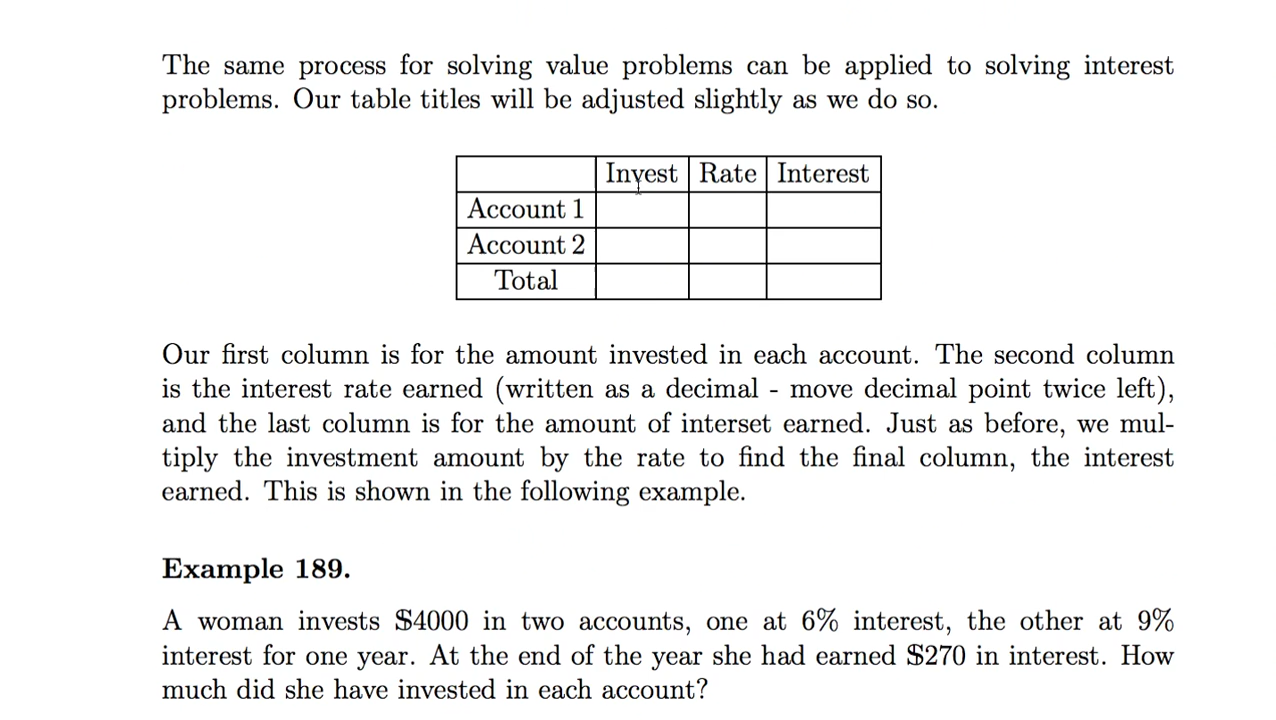 The same process for solving value problems can be applied to solving interest
problems. Our table titles will be adjusted slightly as we do so.
Invest Rate Interest
Account 1
Account 2
Total
Our first column is for the amount invested in each account. The second column
is the interest rate earned (written as a decimal - move decimal point twice left),
and the last column is for the amount of interset earned. Just as before, we mul-
tiply the investment amount by the rate to find the final column, the interest
earned. This is shown in the following example.
Example 189.
A woman invests $4000 in two accounts, one at 6% interest, the other at 9%
interest for one year. At the end of the year she had earned $270 in interest. How
much did she have invested in each account?